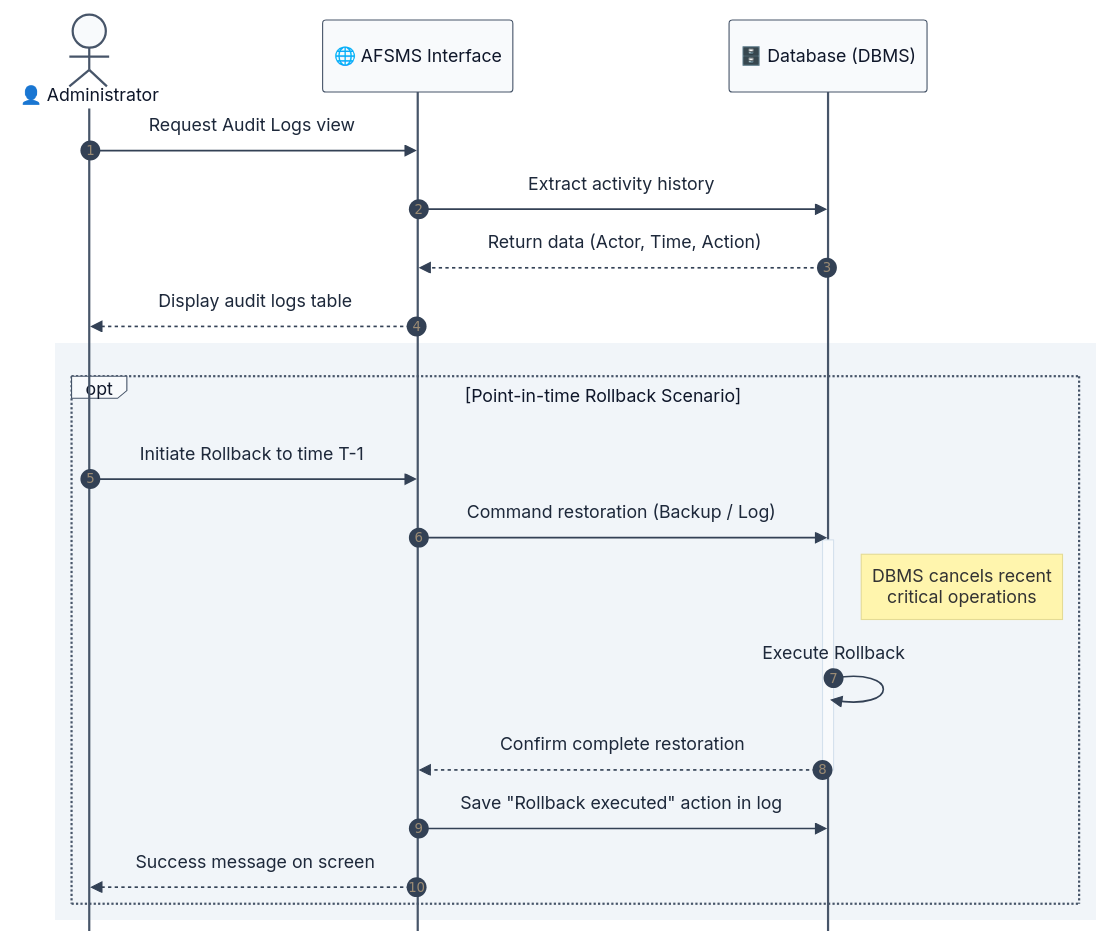 👤 Administrator
🌐 AFSMS Interface
🗄️ Database (DBMS)
Request Audit Logs view
1
Extract activity history
2
Return data (Actor, Time, Action)
3
Display audit logs table
4
opt
[Point-in-time Rollback Scenario]
Initiate Rollback to time T-1
5
Command restoration (Backup / Log)
6
DBMS cancels recent
critical operations
Execute Rollback
7
Confirm complete restoration
8
Save "Rollback executed" action in log
9
Success message on screen
10